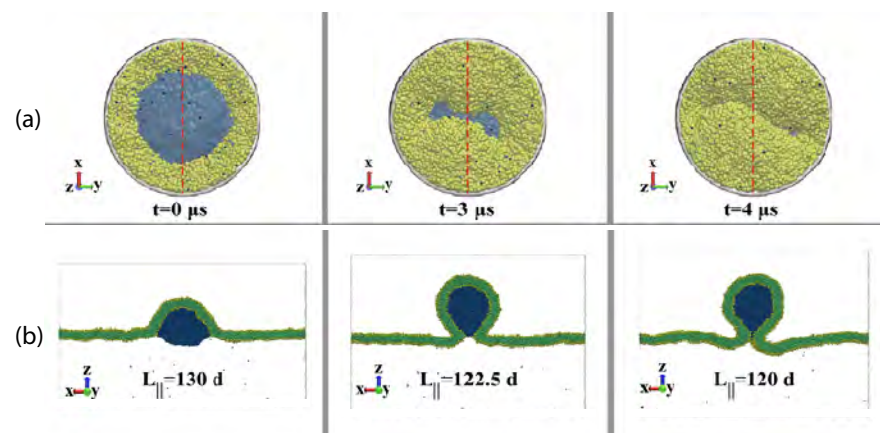 (a)
x
z y
t=0 µs
x
z y
t=3 µs
x
z y
t=4 µs
(b)
z
x y
L||=130 d
z
x y
L||=122.5 d
z
x y
L||=120 d